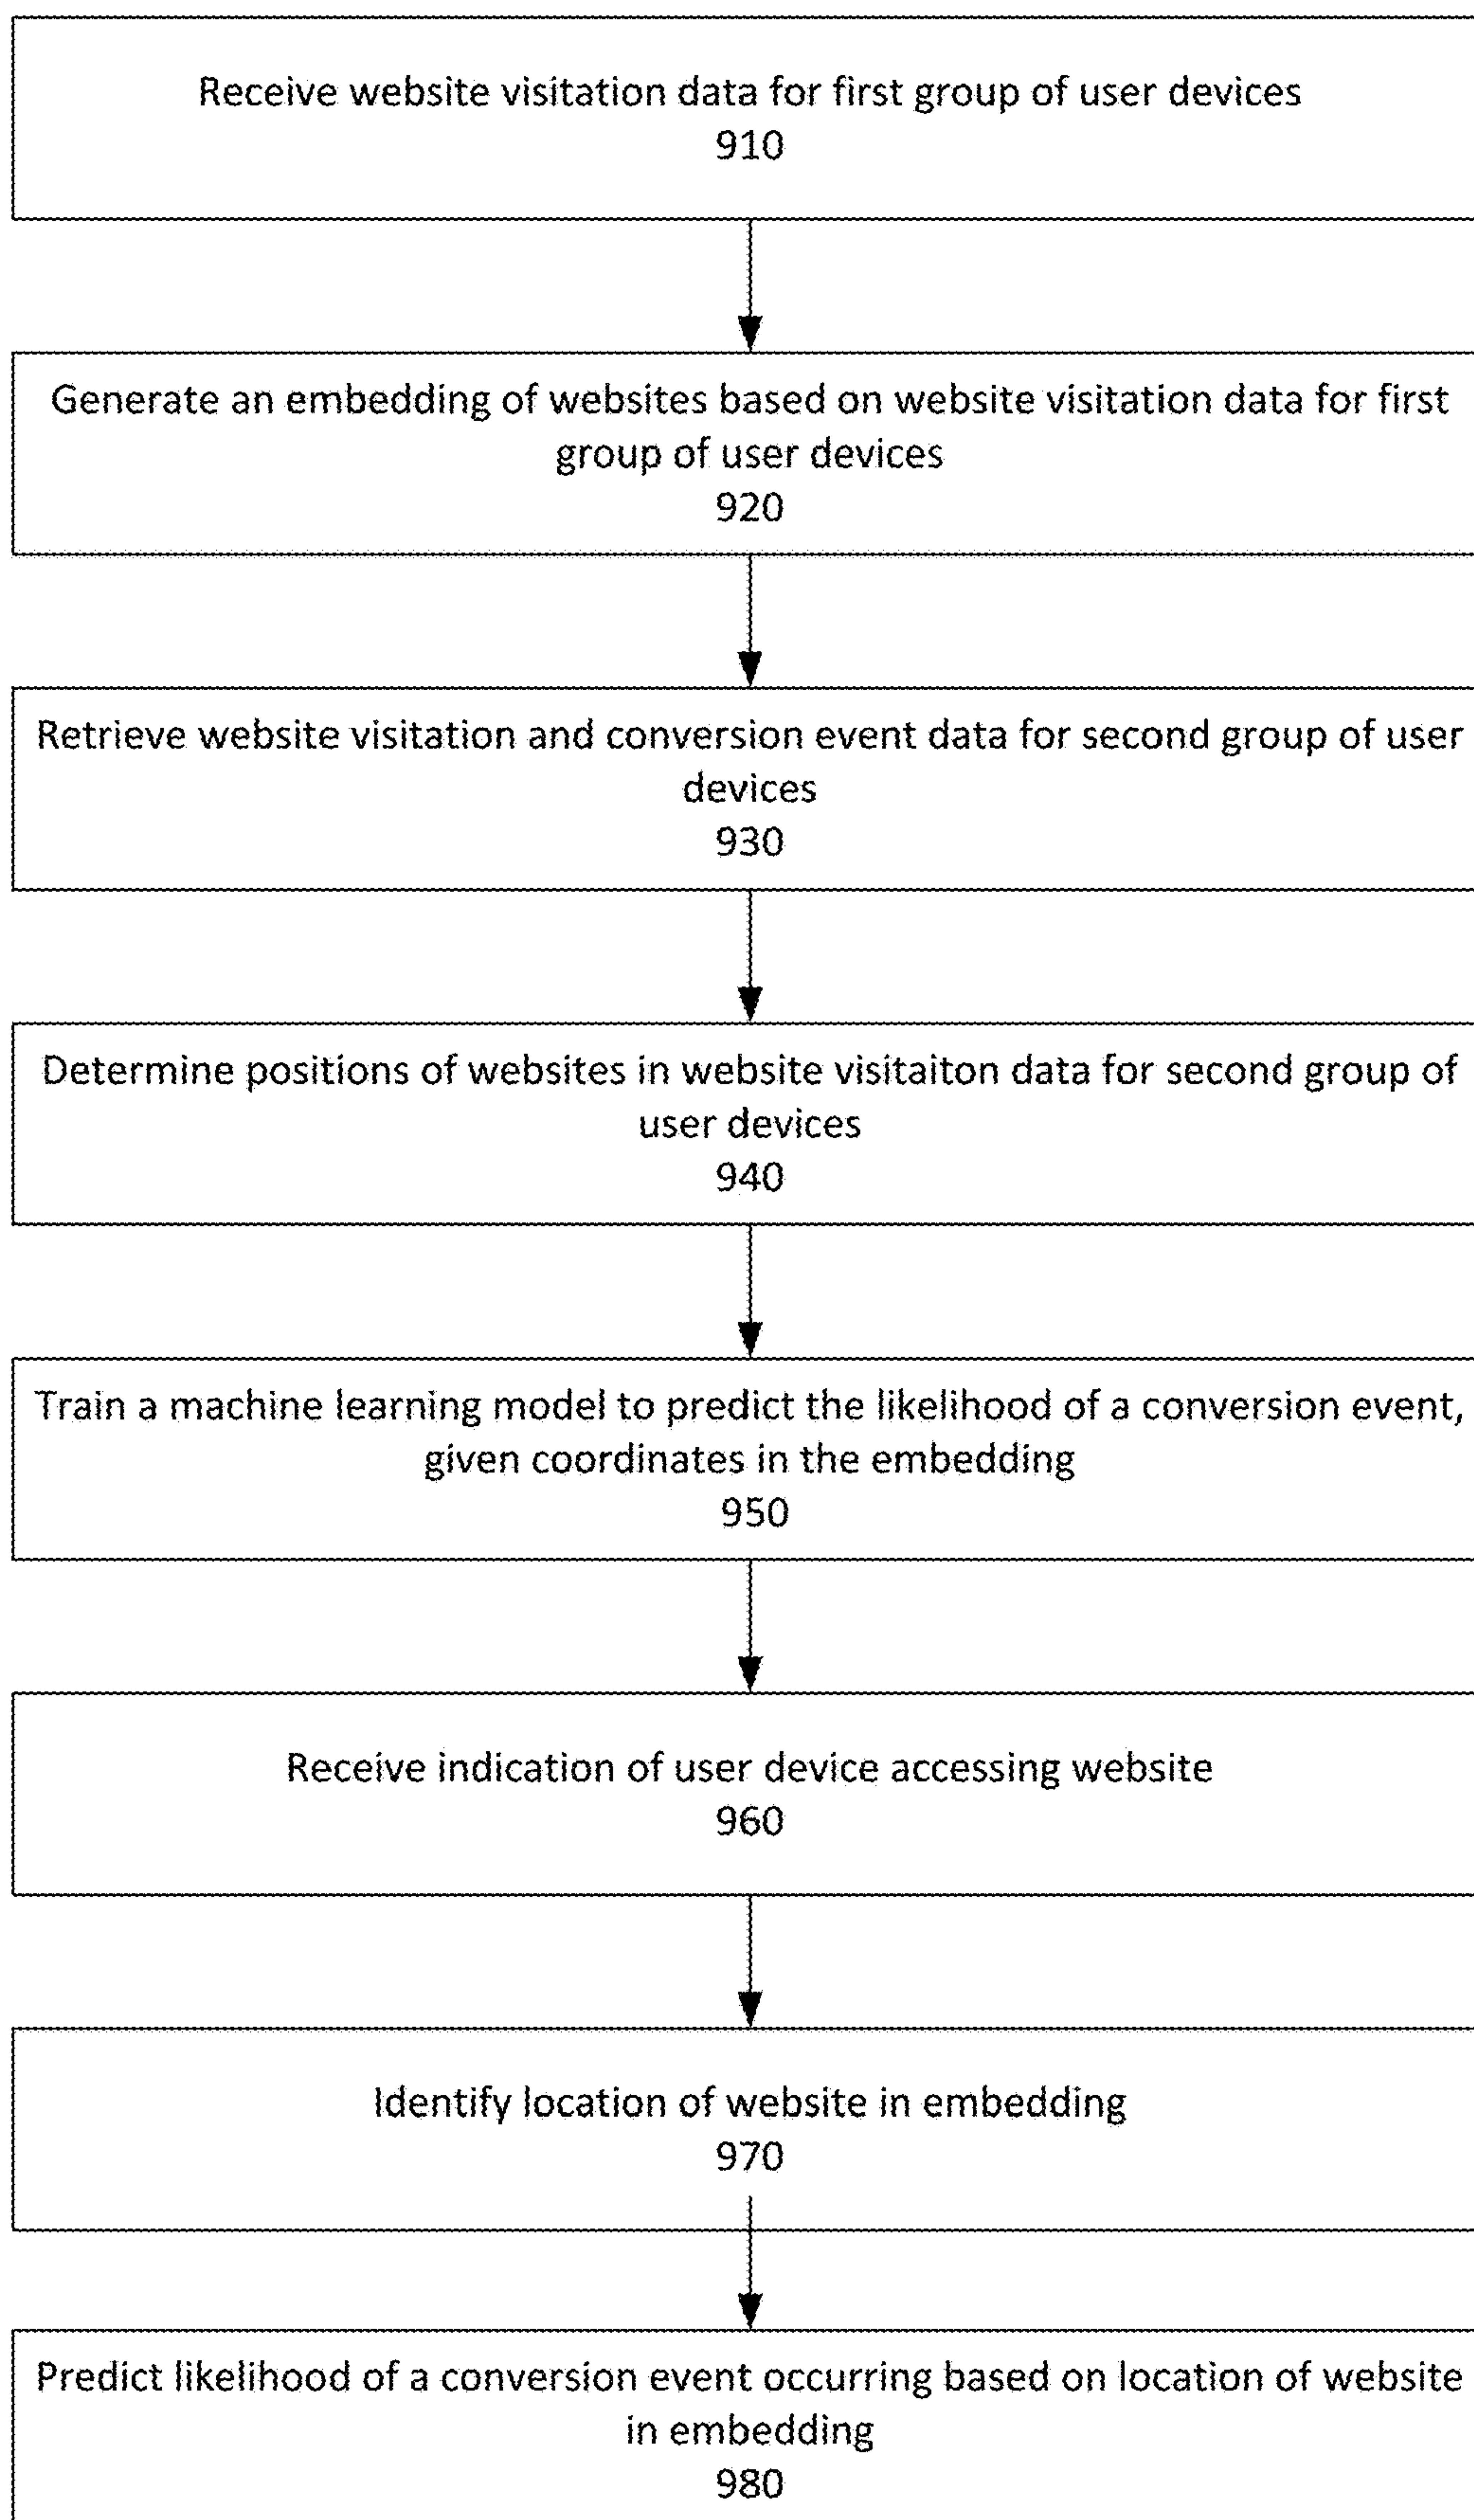 Receive website visitation data for first group of user devices
910
Generate an embedding of websites based on website visitation data for first
group of user devices
920
Retrieve website visitation and conversion event data for second group of user
devices
930
Determine positions of websites in website visitaiton data for second group of
user devices
940
Train a machine learning model to predict the likelihood of a conversion event,
given coordinates in the embedding
950
Receive indication of user device accessing website
960
Identify location of website in embedding
970
Predict likelihood of a conversion event occurring based on location of website
in embedding
980